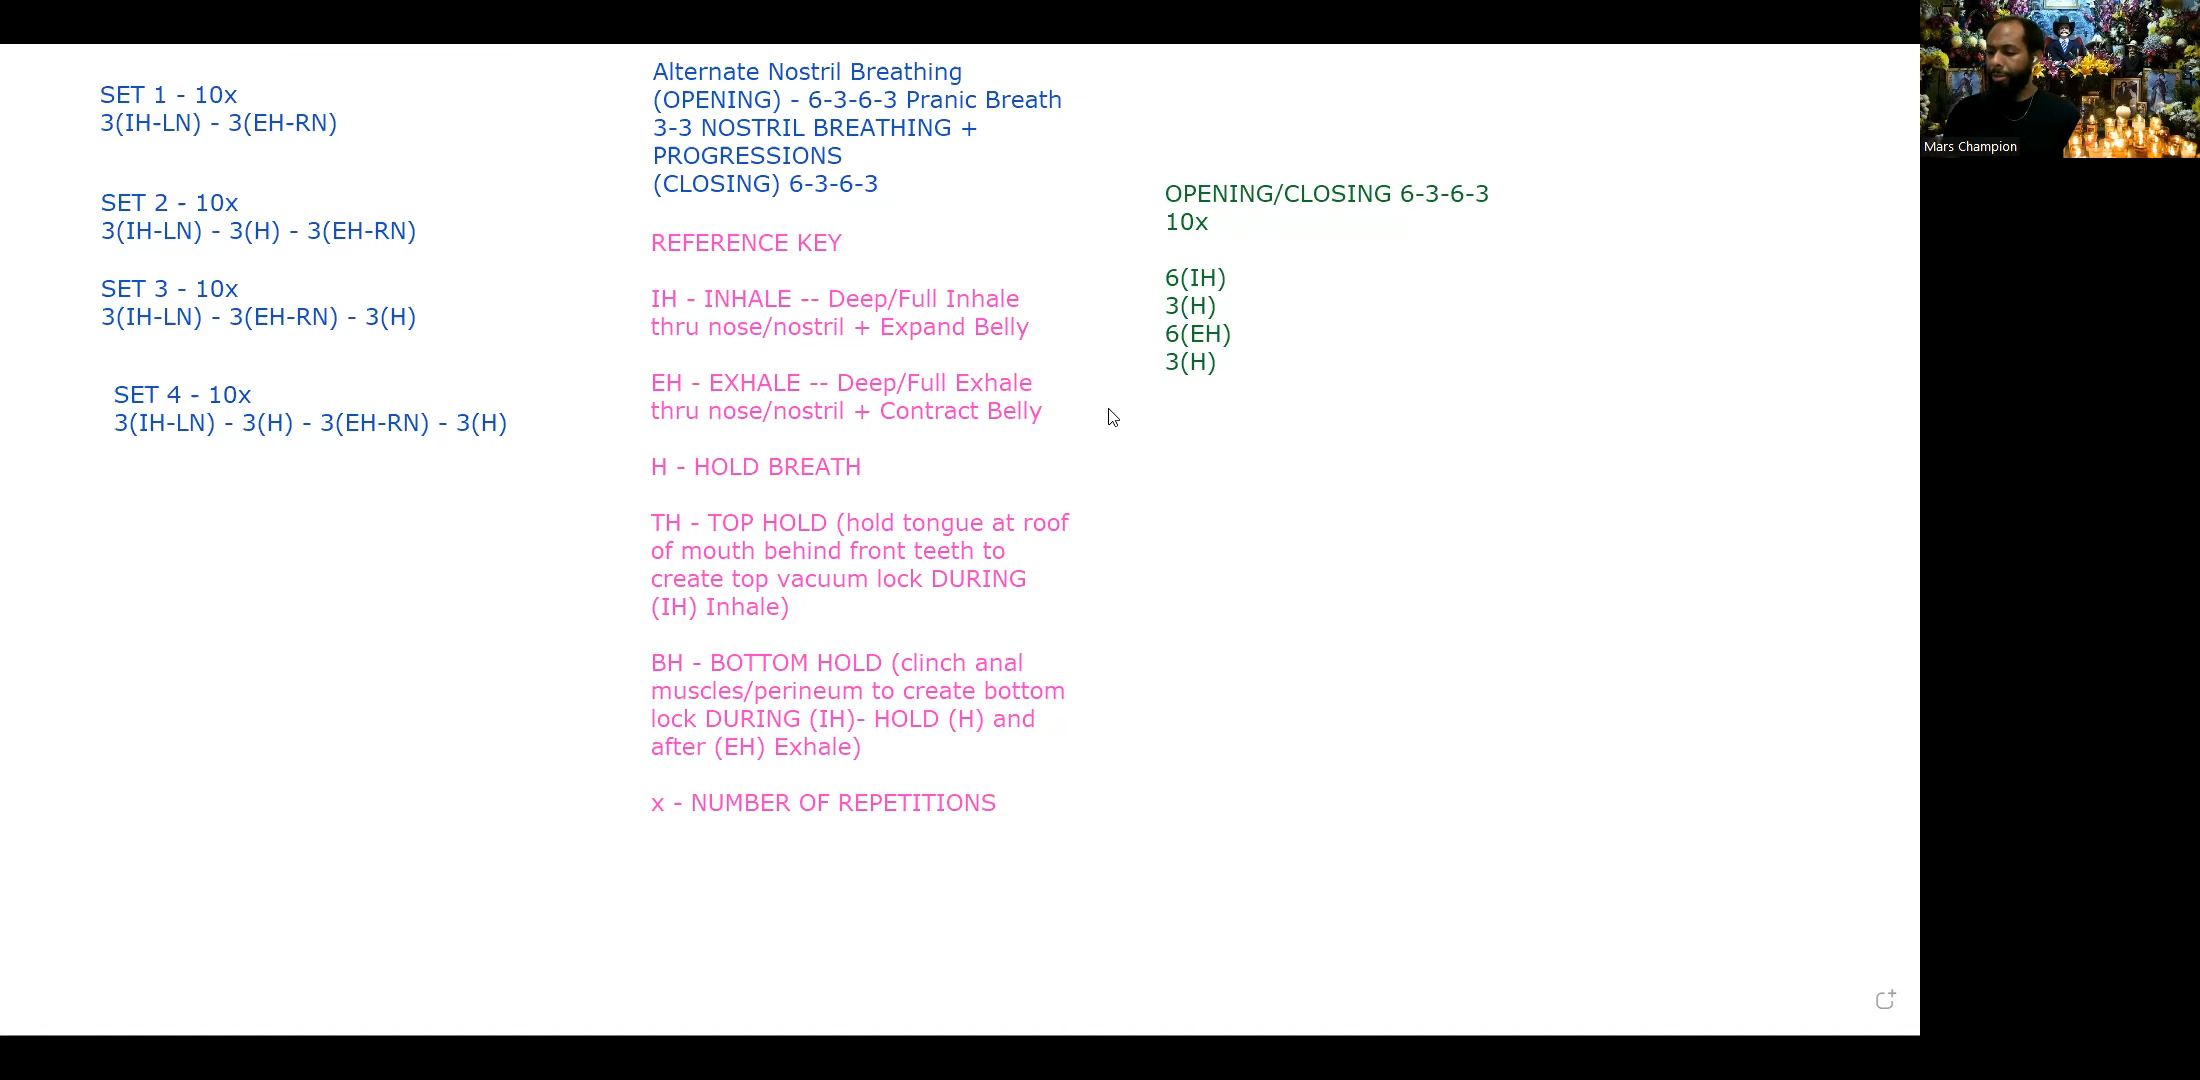 SET 1 - 10x
3(IH-LN) - 3(EH-RN)
SET 2 - 10x
3(IH-LN) - 3(H) - 3(EH-RN)
SET 3 - 10x
3(IH-LN) - 3(EH-RN) - 3(H)
SET 4 - 10x
3(IH-LN) - 3(H) - 3(EH-RN) - 3(H)
Alternate Nostril Breathing
(OPENING) - 6-3-6-3 Pranic Breath
3-3 NOSTRIL BREATHING +
PROGRESSIONS
(CLOSING) 6-3-6-3
REFERENCE KEY
IH - INHALE -- Deep/Full Inhale
thru nose/nostril + Expand Belly
EH - EXHALE -- Deep/Full Exhale
thru nose/nostril + Contract Belly
H - HOLD BREATH
TH - TOP HOLD (hold tongue at roof
of mouth behind front teeth to
create top vacuum lock DURING
(IH) Inhale)
BH - BOTTOM HOLD (clinch anal
muscles/perineum to create bottom
lock DURING (IH)- HOLD (H) and
after (EH) Exhale)
x - NUMBER OF REPETITIONS
OPENING/CLOSING 6-3-6-3
10x
6(IH)
3(H)
6(EH)
3(H)
Mars Champion